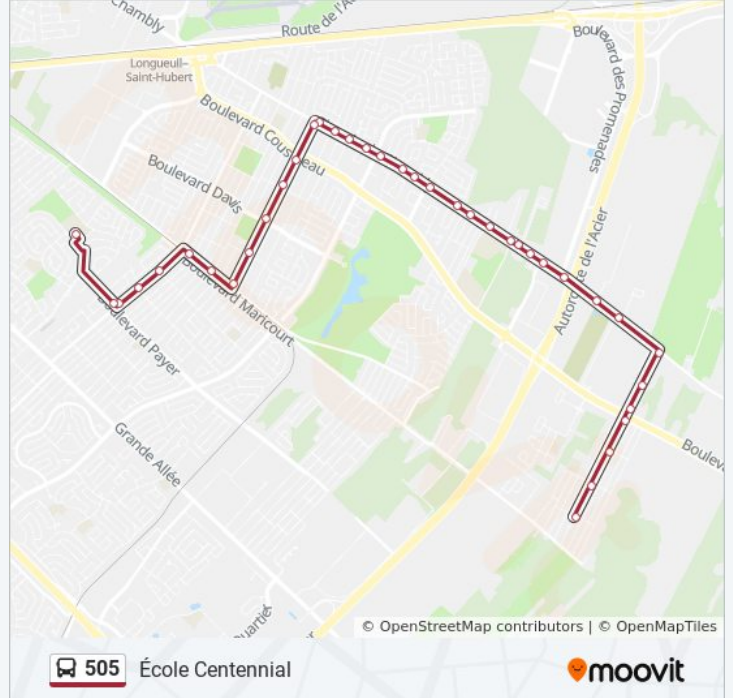 Chambly
Route de l'A
Longueuil–
Saint-Hubert
Boulevard des Promenades
Boulevard Cousineau
Boulevard Davis
Autoroute de l'Acier
Boulevard Maricourt
Boulevard Payer
Grande Allée
Boulev
Quartier
© OpenStreetMap contributors | © OpenMapTiles
505 École Centennial
moovit